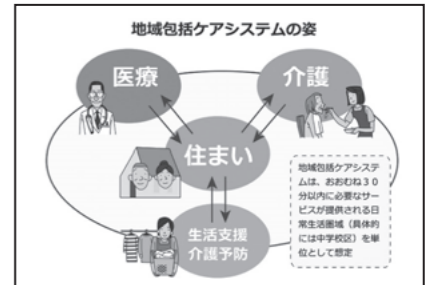 地域包括ケアシステムの姿
医療
介護
住まい
生活支援
介護予防
地域包括ケアシステ
ムは、おおむね３０
分以内に必要なサー
ビスが提供される日
常生活圏域（具体的
には中学校区）を単
位として想定